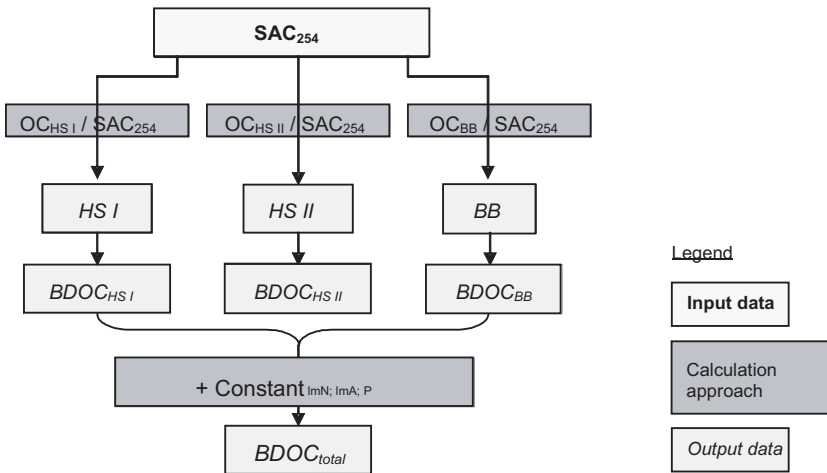 SAC254
OCHS I / SAC254 OCHS II / SAC254 OCBB / SAC254
HS I HS II BB
BDOCHS I BDOCHS II BDOCBB
+ Constant ImN; ImA; P
BDOCtotal
Legend
Input data
Calculation
approach
Output data